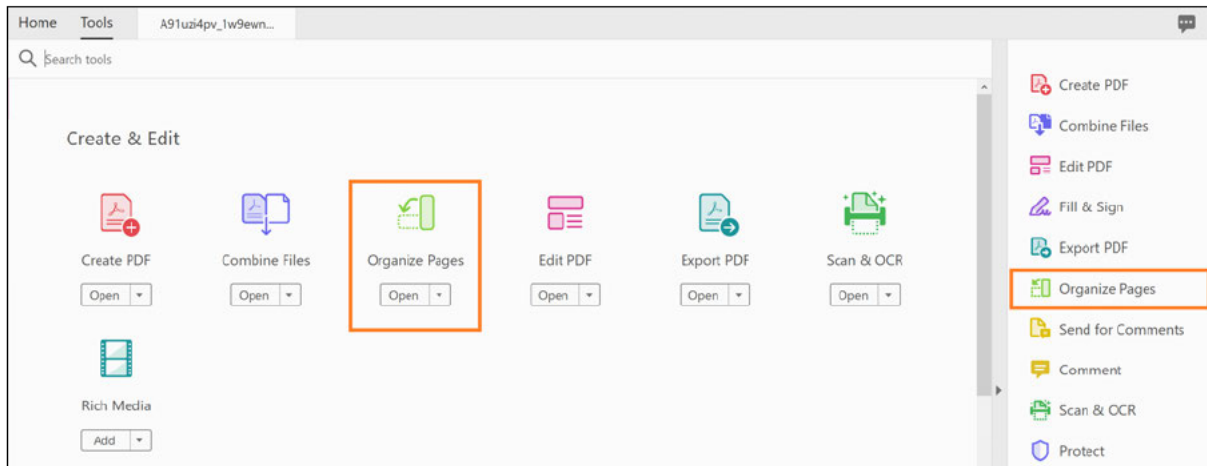 Home Tools A91uzi4pv_1w9ewn...
Search tools
Create & Edit
Create PDF Combine Files Organize Pages Edit PDF Export PDF Scan & OCR
Open Open Open Open Open Open
Rich Media
Add
Create PDF
Combine Files
Edit PDF
Fill & Sign
Export PDF
Organize Pages
Send for Comments
Comment
Scan & OCR
Protect